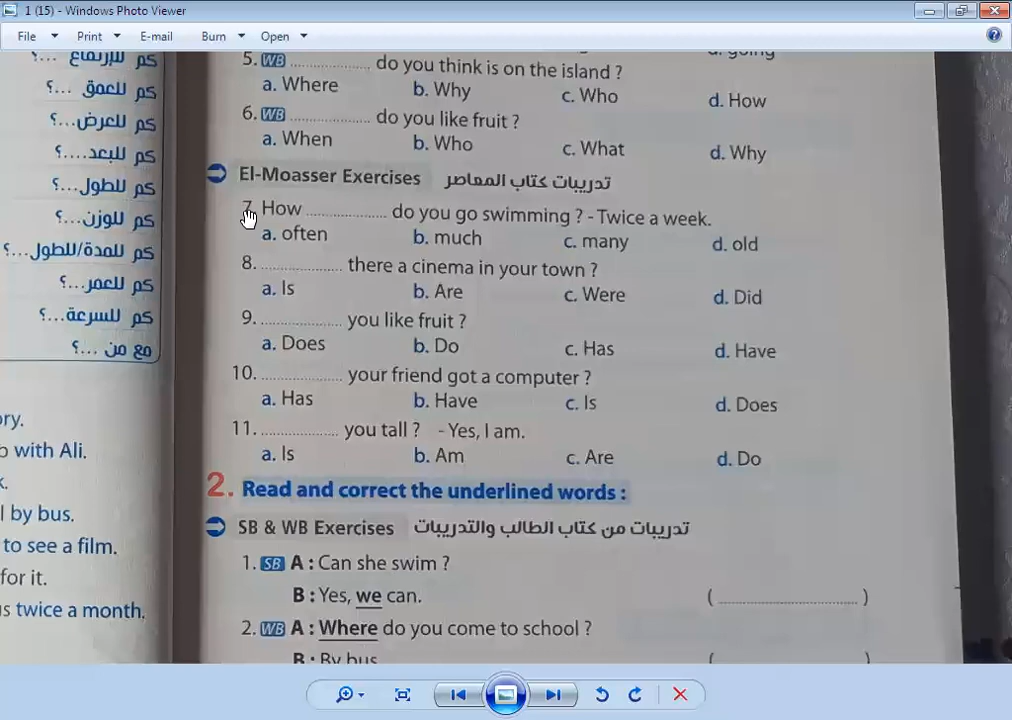 1 (15) - Windows Photo Viewer
File Print E-mail Burn Open
كم للإرتفاع ...؟
كم للعمق ...؟
كم للعرض...؟
كم للبعد....؟
كم للطول...؟
كم للوزن...؟
كم للمدة/للطول...؟
كم للعمر...؟
كم للسرعة...؟
مع من ...؟
ory.
with Ali.
l by bus.
to see a film.
for it.
twice a month.
d. going
5. WB .................... do you think is on the island ?
a. Where b. Why c. Who d. How
6. WB .................... do you like fruit ?
a. When b. Who c. What d. Why
El-Moasser Exercises تدريبات كتاب المعاصر
7. How .................... do you go swimming ? - Twice a week.
a. often b. much c. many d. old
8. .................... there a cinema in your town ?
a. Is b. Are c. Were d. Did
9. .................... you like fruit ?
a. Does b. Do c. Has d. Have
10. .................... your friend got a computer ?
a. Has b. Have c. Is d. Does
11. .................... you tall ? - Yes, I am.
a. Is b. Am c. Are d. Do
2. Read and correct the underlined words :
SB & WB Exercises تدريبات من كتاب الطالب والتدريبات
1. SB A : Can she swim ?
B : Yes, we can. (....................)
2. WB A : Where do you come to school ?
B : By bus (....................)